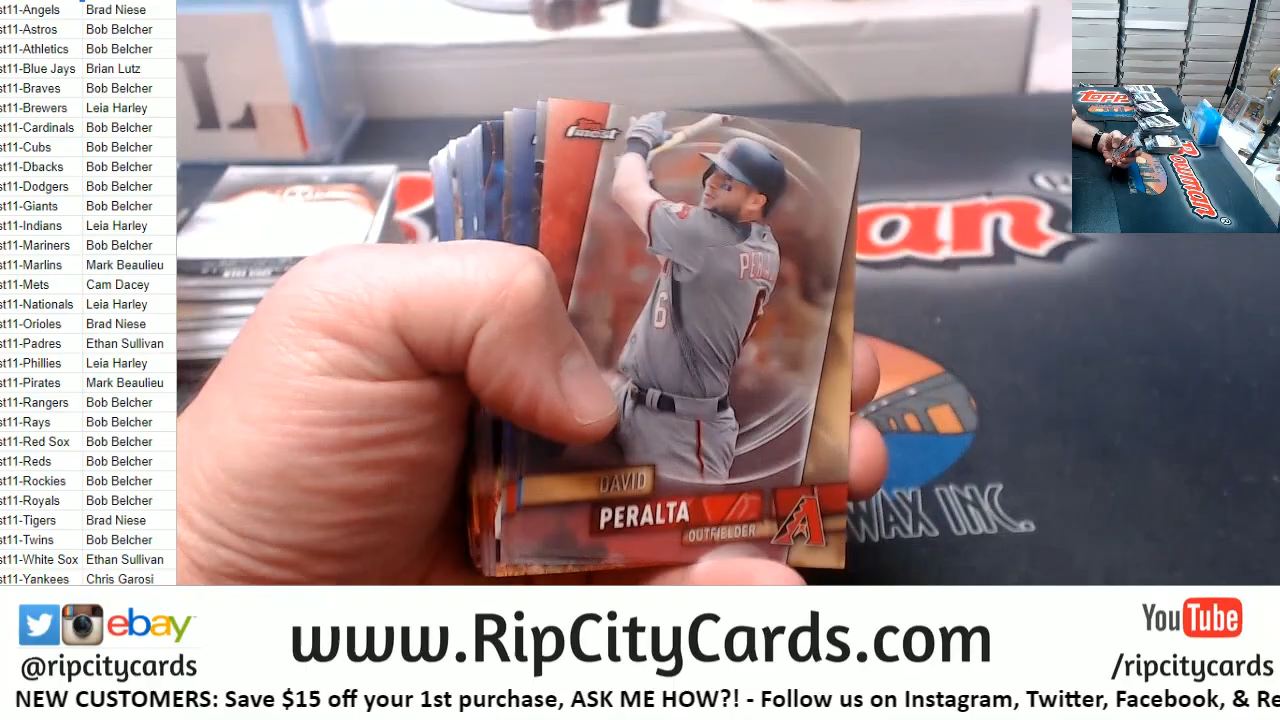 st11-Angels Brad Niese
st11-Astros Bob Belcher
st11-Athletics Bob Belcher
st11-Blue Jays Brian Lutz
st11-Braves Bob Belcher
st11-Brewers Leia Harley
st11-Cardinals Bob Belcher
st11-Cubs Bob Belcher
st11-Dbacks Bob Belcher
st11-Dodgers Bob Belcher
st11-Giants Bob Belcher
st11-Indians Leia Harley
st11-Mariners Bob Belcher
st11-Marlins Mark Beaulieu
st11-Mets Cam Dacey
st11-Nationals Leia Harley
st11-Orioles Brad Niese
st11-Padres Ethan Sullivan
st11-Phillies Leia Harley
st11-Pirates Mark Beaulieu
st11-Rangers Bob Belcher
st11-Rays Bob Belcher
st11-Red Sox Bob Belcher
st11-Reds Bob Belcher
st11-Rockies Bob Belcher
st11-Royals Bob Belcher
st11-Tigers Brad Niese
st11-Twins Bob Belcher
st11-White Sox Ethan Sullivan
st11-Yankees Chris Garosi
Topps
Finest
PERAL
6
DAVID
PERALTA
OUTFIELDER
A
an
WAX INC.
TOPP
Bowman
ebay
@ripcitycards
www.RipCityCards.com
YouTube
/ripcitycards
NEW CUSTOMERS: Save $15 off your 1st purchase, ASK ME HOW?! - Follow us on Instagram, Twitter, Facebook, & Re